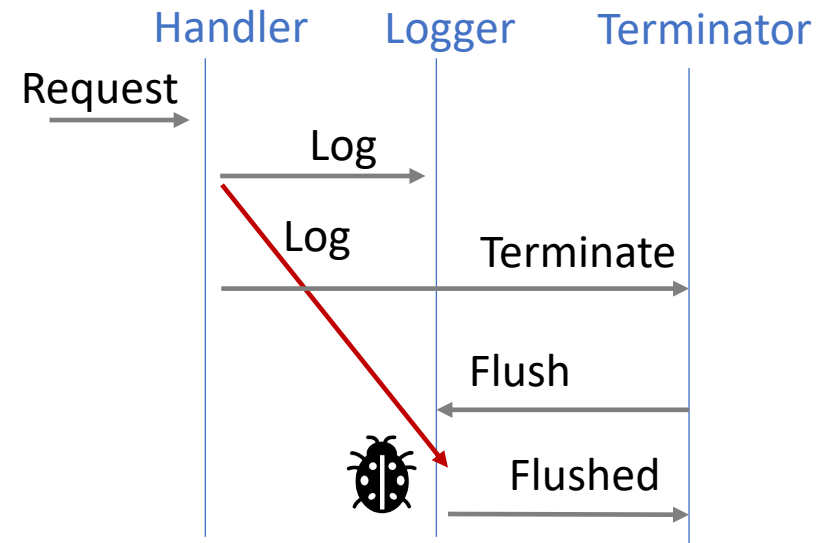 Handler Logger Terminator
Request
Log
Log
Terminate
Flush
Flushed